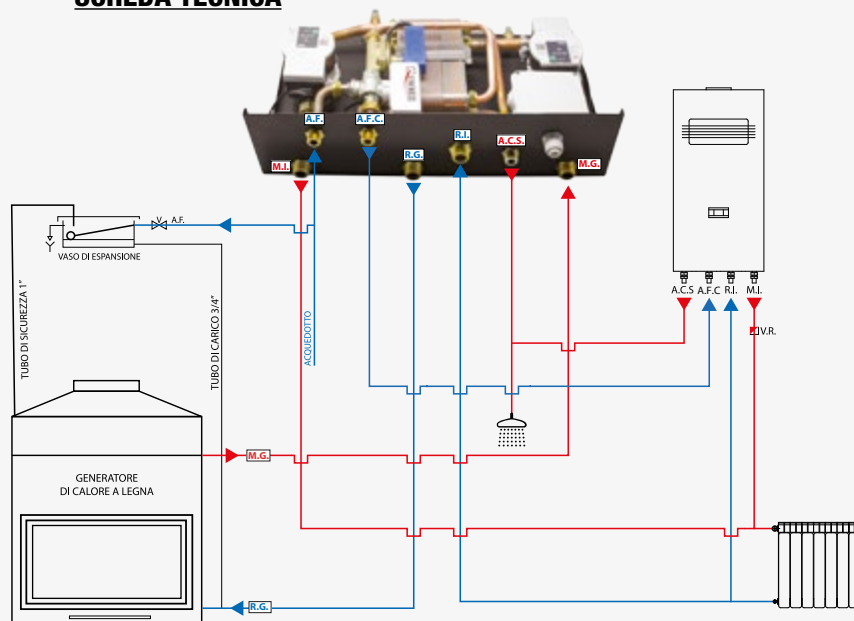 SCHEDA TECNICA
A.F.
A.F.C.
R.I.
A.C.S.
R.G.
M.I.
M.G.
V.
A.F.
VASO DI ESPANSIONE
TUBO DI SICUREZZA 1"
TUBO DI CARICO 3/4"
ACQUEDOTTO
A.C.S
A.F.C
R.I.
M.I.
V.R.
M.G.
GENERATORE
DI CALORE A LEGNA
R.G.